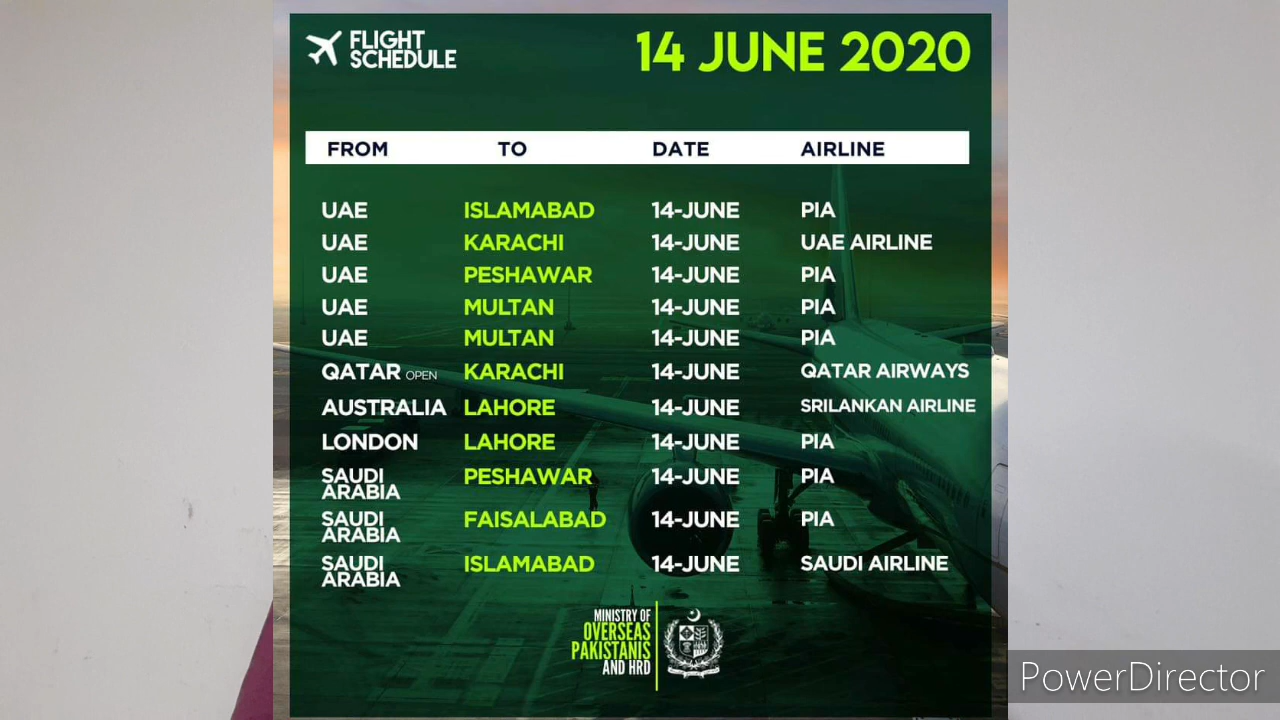 FLIGHT
SCHEDULE
14 JUNE 2020
FROM TO DATE AIRLINE
UAE ISLAMABAD 14-JUNE PIA
UAE KARACHI 14-JUNE UAE AIRLINE
UAE PESHAWAR 14-JUNE PIA
UAE MULTAN 14-JUNE PIA
UAE MULTAN 14-JUNE PIA
QATAR OPEN KARACHI 14-JUNE QATAR AIRWAYS
AUSTRALIA LAHORE 14-JUNE SRILANKAN AIRLINE
LONDON LAHORE 14-JUNE PIA
SAUDI ARABIA PESHAWAR 14-JUNE PIA
SAUDI ARABIA FAISALABAD 14-JUNE PIA
SAUDI ARABIA ISLAMABAD 14-JUNE SAUDI AIRLINE
MINISTRY OF
OVERSEAS
PAKISTANIS
AND HRD
PowerDirector